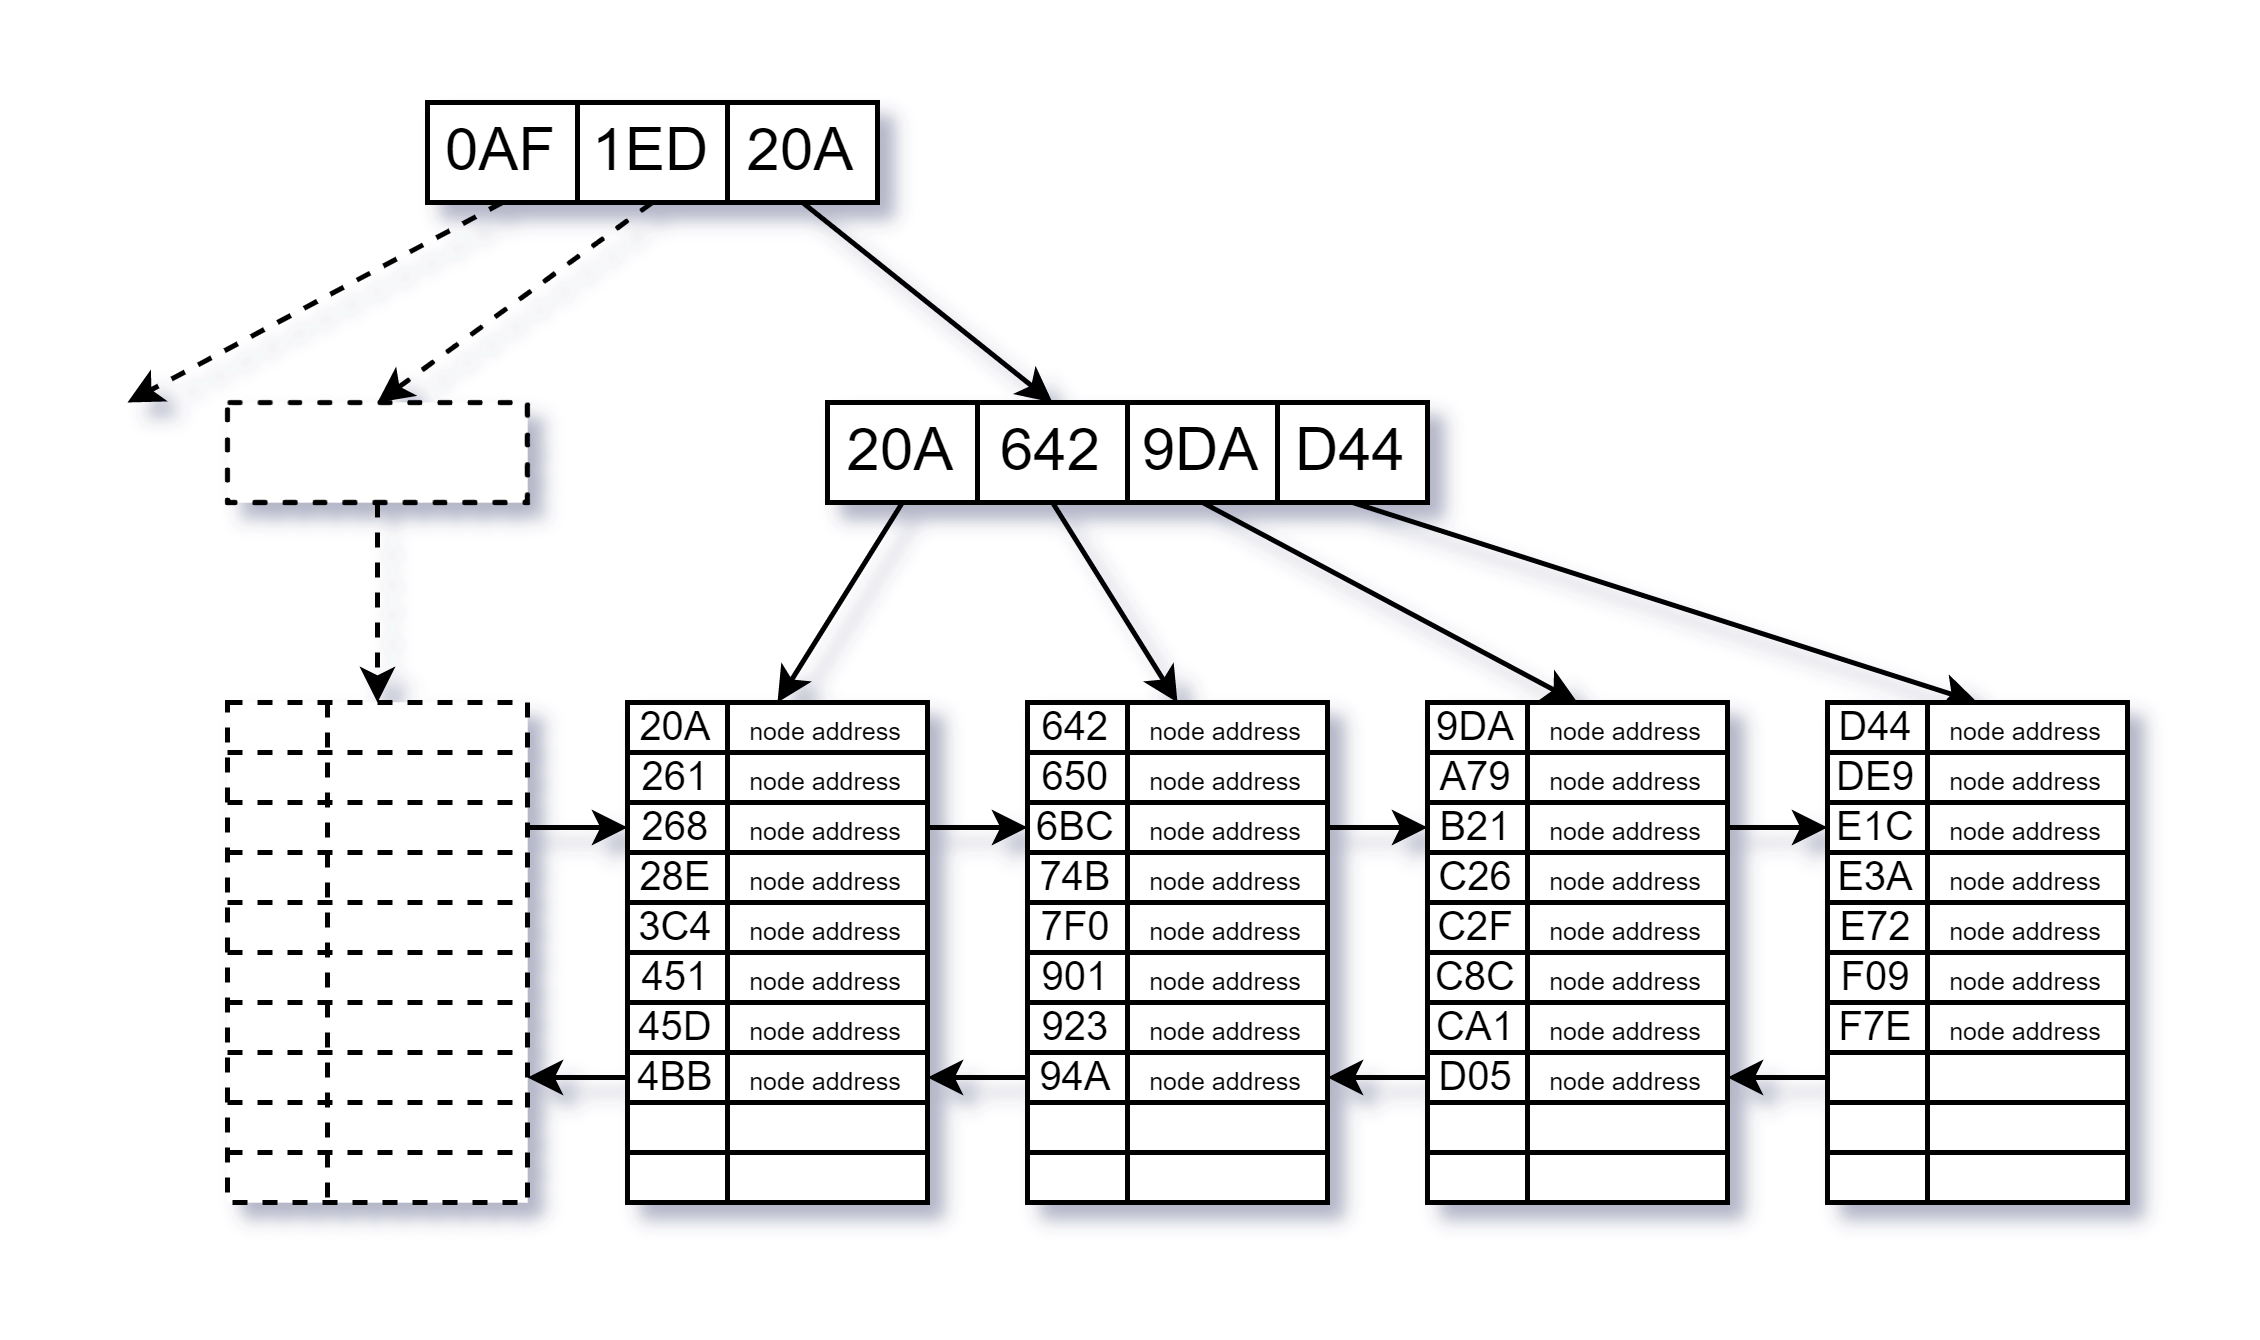 0AF 1ED 20A
20A 642 9DA D44
20A node address
261 node address
268 node address
28E node address
3C4 node address
451 node address
45D node address
4BB node address
642 node address
650 node address
6BC node address
74B node address
7F0 node address
901 node address
923 node address
94A node address
9DA node address
A79 node address
B21 node address
C26 node address
C2F node address
C8C node address
CA1 node address
D05 node address
D44 node address
DE9 node address
E1C node address
E3A node address
E72 node address
F09 node address
F7E node address